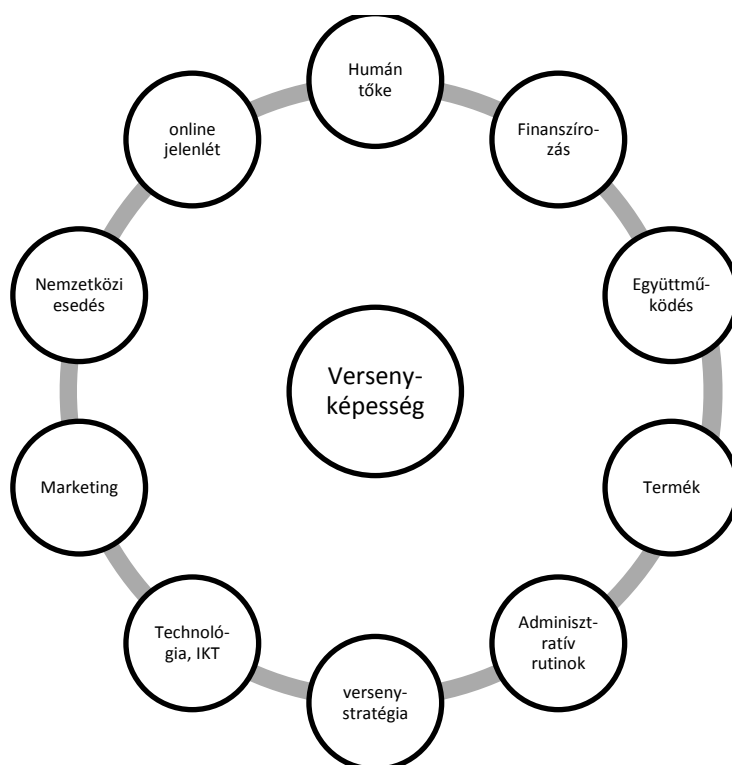 Humán
tőke
Finanszíro-
zás
Együttmű-
ködés
Termék
Adminiszt-
ratív
rutinok
verseny-
stratégia
Technoló-
gia, IKT
Marketing
Nemzetközi
esedés
online
jelenlét
Verseny-
képesség